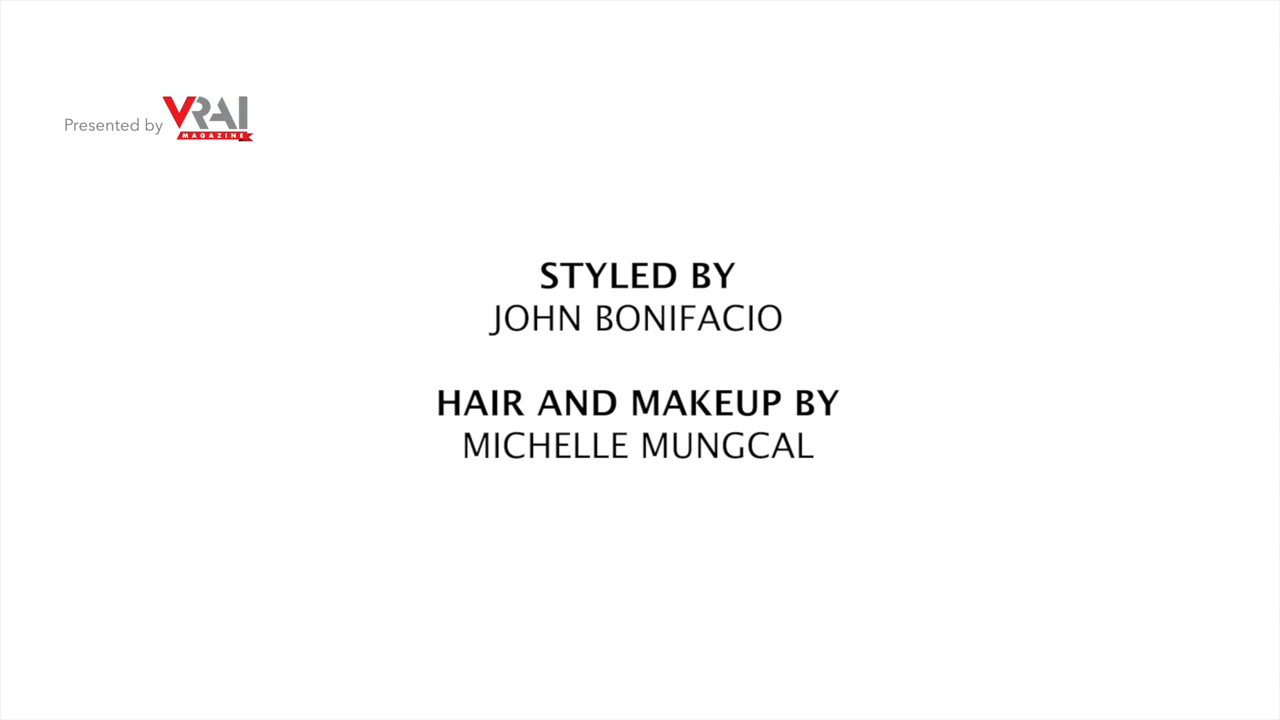 Presented by VRAI
MAGAZINE
STYLED BY
JOHN BONIFACIO
HAIR AND MAKEUP BY
MICHELLE MUNGCAL